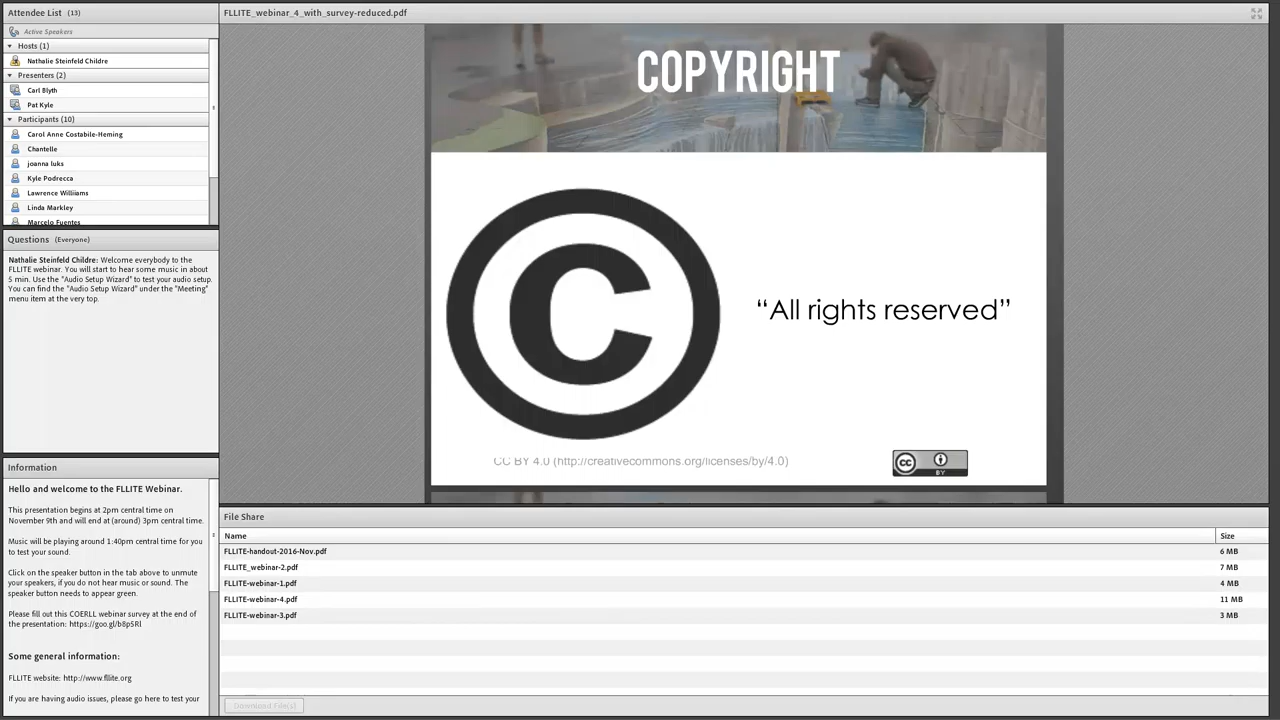 Attendee List (13)
Active Speakers
Hosts (1)
Nathalie Steinfeld Childre
Presenters (2)
Carl Blyth
Pat Kyle
Participants (10)
Carol Anne Costabile-Heming
Chantelle
joanna luks
Kyle Podrecca
Lawrence Williiams
Linda Markley
Marcelo Fuentes
Questions (Everyone)
Nathalie Steinfeld Childre: Welcome everybody to the
FLLITE webinar. You will start to hear some music in about
5 min. Use the "Audio Setup Wizard" to test your audio setup.
You can find the "Audio Setup Wizard" under the "Meeting"
menu item at the very top.
Information
Hello and welcome to the FLLITE Webinar.
This presentation begins at 2pm central time on
November 9th and will end at (around) 3pm central time.
Music will be playing around 1:40pm central time for you
to test your sound.
Click on the speaker button in the tab above to unmute
your speakers, if you do not hear music or sound. The
speaker button needs to appear green.
Please fill out this COERLL webinar survey at the end of
the presentation: https://goo.gl/b8p5Rl
Some general information:
FLLITE website: http://www.fllite.org
If you are having audio issues, please go here to test your
FLLITE_webinar_4_with_survey-reduced.pdf
COPYRIGHT
C
“All rights reserved”
CC BY 4.0 (http://creativecommons.org/licenses/by/4.0)
cc
BY
File Share
Name Size
FLLITE-handout-2016-Nov.pdf 6 MB
FLLITE_webinar-2.pdf 7 MB
FLLITE-webinar-1.pdf 4 MB
FLLITE-webinar-4.pdf 11 MB
FLLITE-webinar-3.pdf 3 MB
Download File(s)